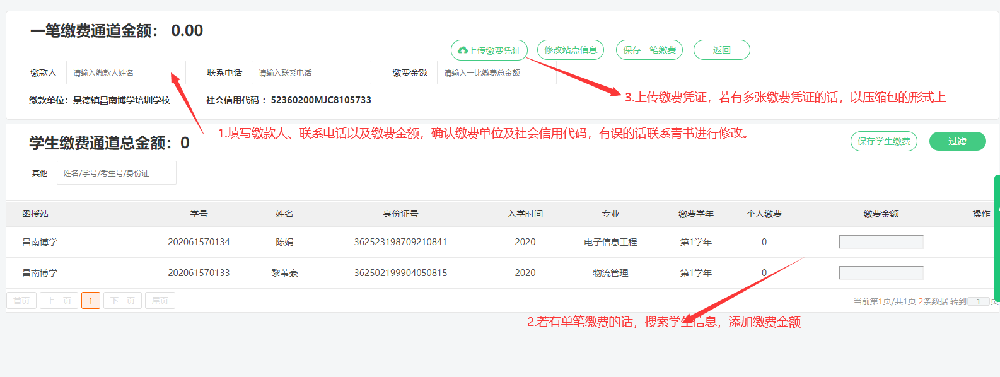 一笔缴费通道金额： 0.00
上传缴费凭证 修改站点信息 保存一笔缴费 返回
缴款人 请输入缴款人姓名 联系电话 请输入联系电话 缴费金额 请输入一比缴费总金额
缴款单位：景德镇昌南博学培训学校 社会信用代码： 52360200MJC8105733
3.上传缴费凭证，若有多张缴费凭证的话，以压缩包的形式上
1.填写缴款人、联系电话以及缴费金额，确认缴费单位及社会信用代码，有误的话联系青书进行修改。
学生缴费通道总金额：0
保存学生缴费 过滤
其他 姓名/学号/考生号/身份证
函授站 学号 姓名 身份证号 入学时间 专业 缴费学年 个人缴费 缴费金额 操作
昌南博学 202061570134 陈娟 362523198709210841 2020 电子信息工程 第1学年 0
昌南博学 202061570133 黎苇豪 362502199904050815 2020 物流管理 第1学年 0
首页 上一页 1 下一页 尾页 当前第1页/共1页 2条数据 转到 1 页
2.若有单笔缴费的话，搜索学生信息，添加缴费金额